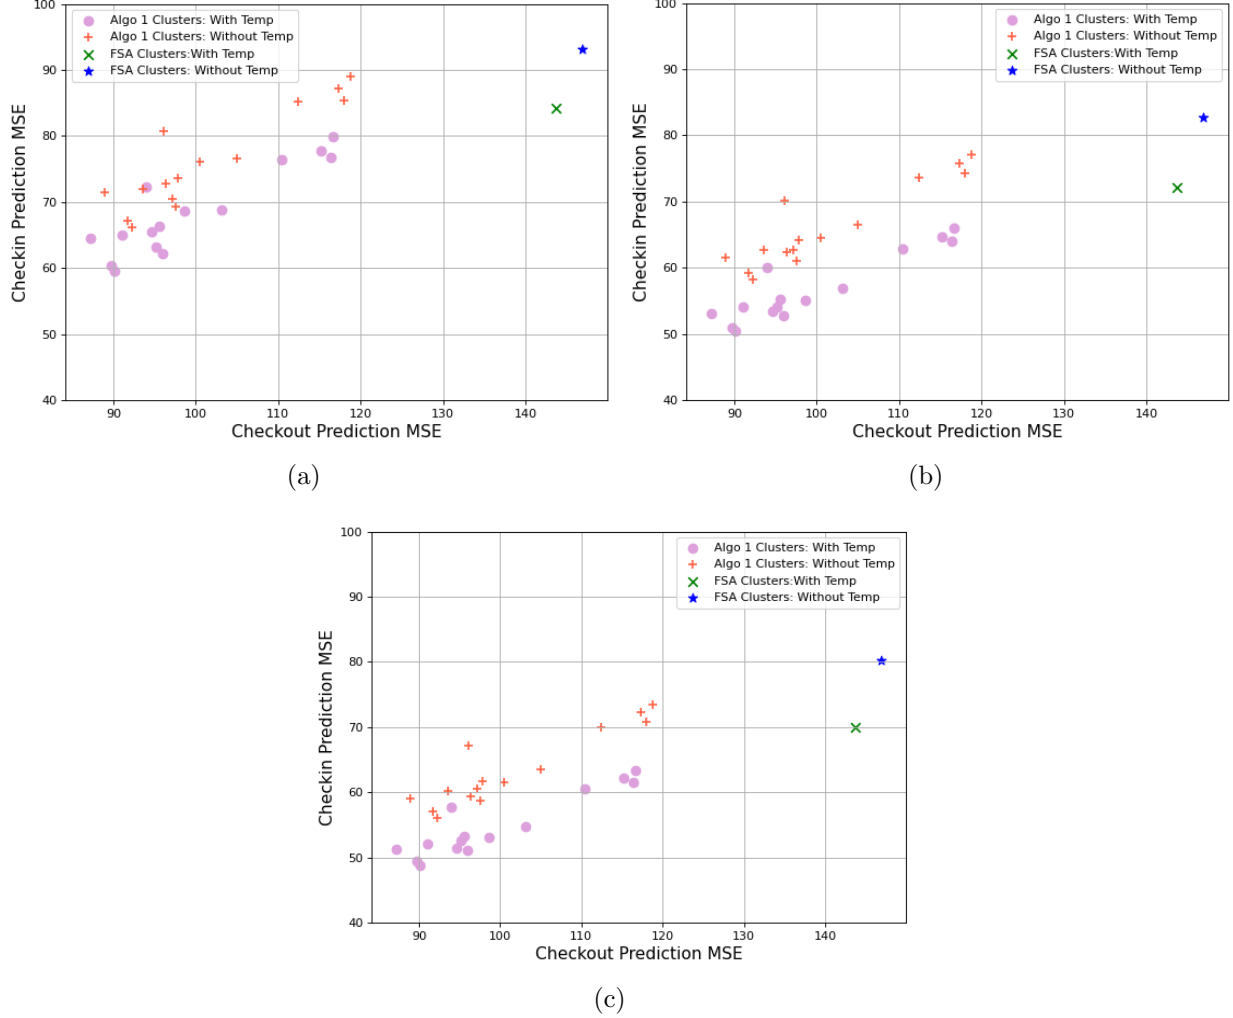 100
90
80
70
60
50
40
Checkin Prediction MSE
Algo 1 Clusters: With Temp
Algo 1 Clusters: Without Temp
FSA Clusters:With Temp
FSA Clusters: Without Temp
90 100 110 120 130 140
Checkout Prediction MSE
(a)
100
90
80
70
60
50
40
Checkin Prediction MSE
Algo 1 Clusters: With Temp
Algo 1 Clusters: Without Temp
FSA Clusters:With Temp
FSA Clusters: Without Temp
90 100 110 120 130 140
Checkout Prediction MSE
(b)
100
90
80
70
60
50
40
Checkin Prediction MSE
Algo 1 Clusters: With Temp
Algo 1 Clusters: Without Temp
FSA Clusters:With Temp
FSA Clusters: Without Temp
90 100 110 120 130 140
Checkout Prediction MSE
(c)